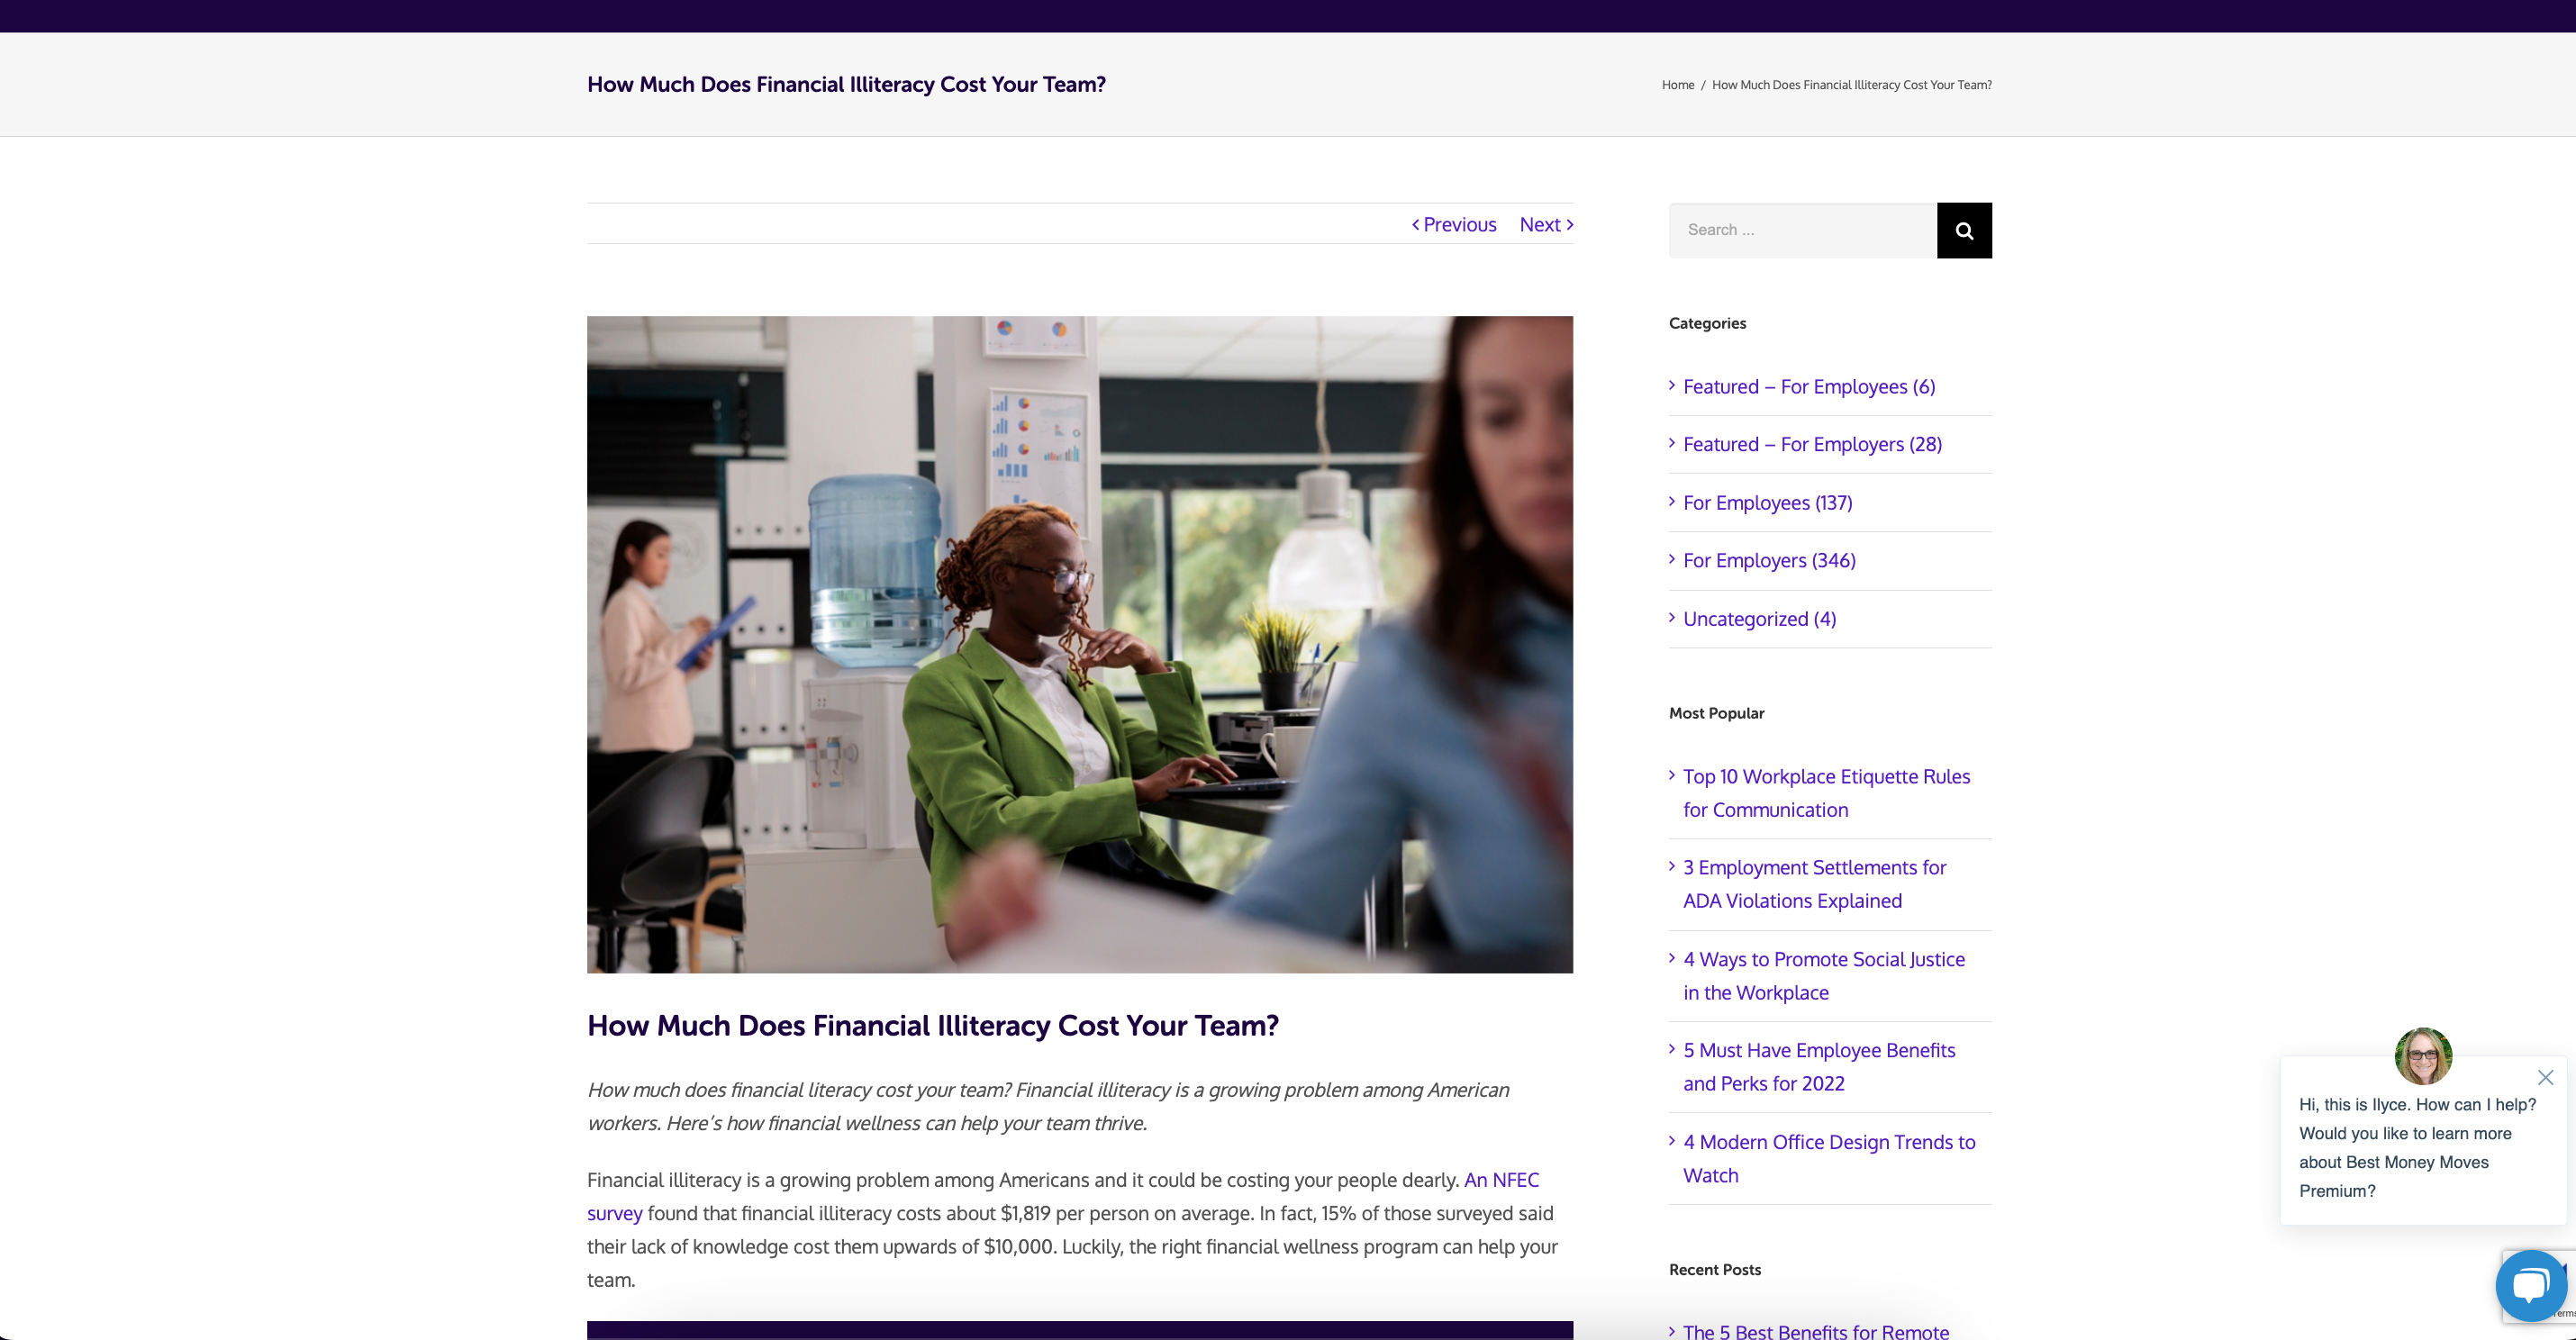 How Much Does Financial Illiteracy Cost Your Team?
Home / How Much Does Financial Illiteracy Cost Your Team?
Previous Next
Search ...
Categories
Featured – For Employees (6)
Featured – For Employers (28)
For Employees (137)
For Employers (346)
Uncategorized (4)
Most Popular
Top 10 Workplace Etiquette Rules
for Communication
3 Employment Settlements for
ADA Violations Explained
4 Ways to Promote Social Justice
in the Workplace
5 Must Have Employee Benefits
and Perks for 2022
4 Modern Office Design Trends to
Watch
Recent Posts
The 5 Best Benefits for Remote
How Much Does Financial Illiteracy Cost Your Team?
How much does financial literacy cost your team? Financial illiteracy is a growing problem among American
workers. Here’s how financial wellness can help your team thrive.
Financial illiteracy is a growing problem among Americans and it could be costing your people dearly. An NFEC
survey found that financial illiteracy costs about $1,819 per person on average. In fact, 15% of those surveyed said
their lack of knowledge cost them upwards of $10,000. Luckily, the right financial wellness program can help your
team.
Hi, this is Ilyce. How can I help?
Would you like to learn more
about Best Money Moves
Premium?